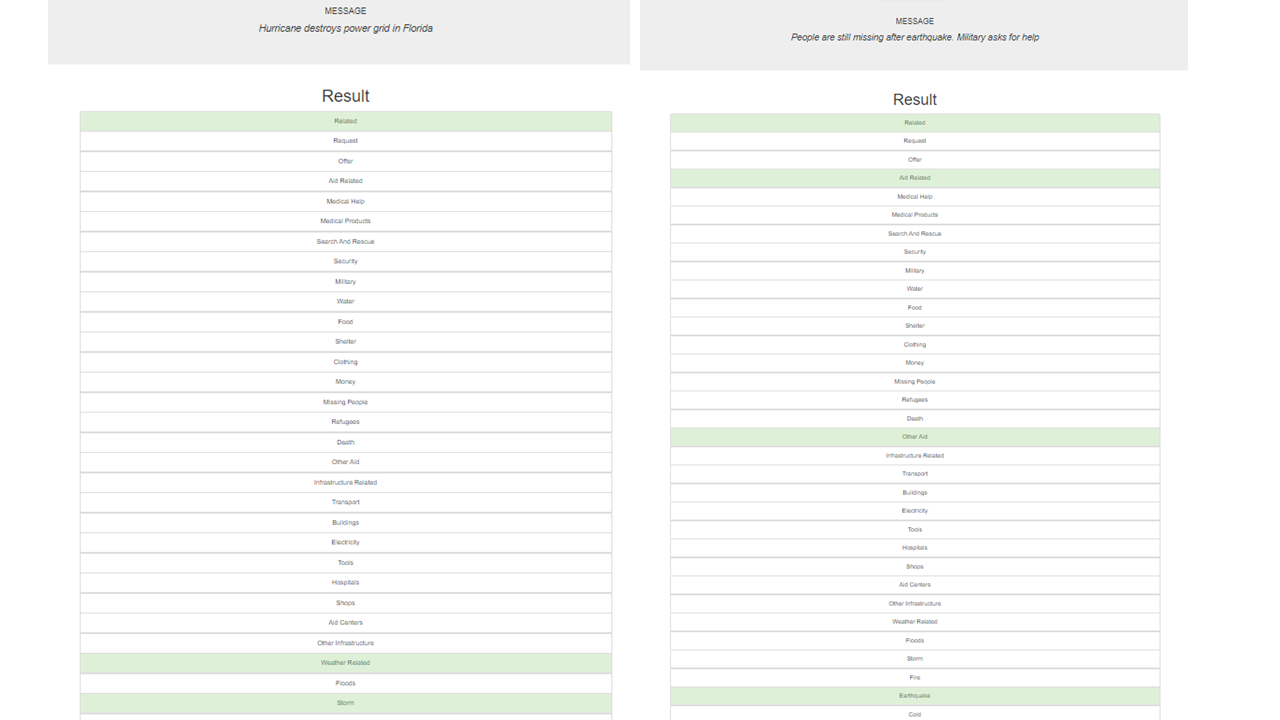 MESSAGE
Hurricane destroys power grid in Florida
Result
Related
Request
Offer
Aid Related
Medical Help
Medical Products
Search And Rescue
Security
Military
Water
Food
Shelter
Clothing
Money
Missing People
Refugees
Death
Other Aid
Infrastructure Related
Transport
Buildings
Electricity
Tools
Hospitals
Shops
Aid Centers
Other Infrastructure
Weather Related
Floods
Storm
MESSAGE
People are still missing after earthquake. Military asks for help
Result
Related
Request
Offer
Aid Related
Medical Help
Medical Products
Search And Rescue
Security
Military
Water
Food
Shelter
Clothing
Money
Missing People
Refugees
Death
Other Aid
Infrastructure Related
Transport
Buildings
Electricity
Tools
Hospitals
Shops
Aid Centers
Other Infrastructure
Weather Related
Floods
Storm
Fire
Earthquake
Cold